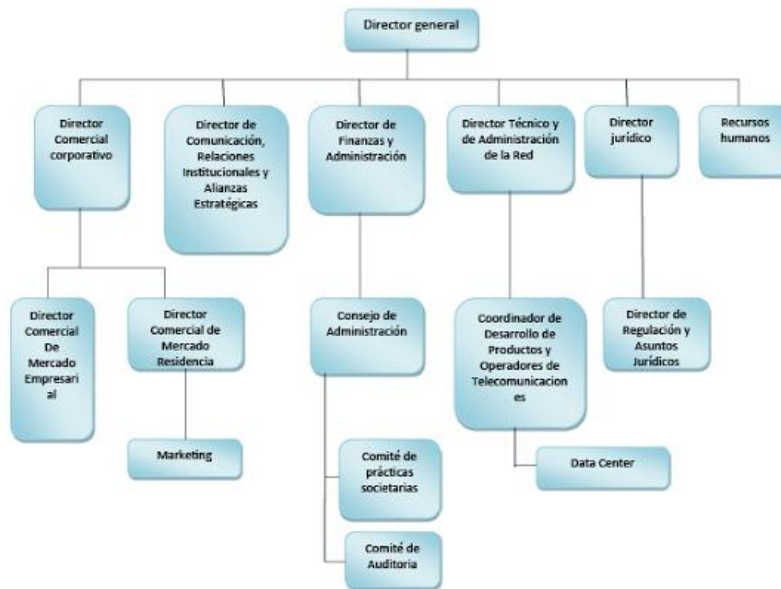 Director general
Director
Comercial
corporativo
Director de
Comunicación,
Relaciones
Institucionales y
Alianzas
Estratégicas
Director de
Finanzas y
Administración
Director Técnico y
de Administración
de la Red
Director
jurídico
Recursos
humanos
Director
Comercial
De
Mercado
Empresari
al
Director
Comercial de
Mercado
Residencia
Consejo de
Administración
Coordinador de
Desarrollo de
Productos y
Operadores de
Telecomunicacion
es
Director de
Regulación y
Asuntos
Jurídicos
Marketing
Comité de
prácticas
societarias
Data Center
Comité de
Auditoria